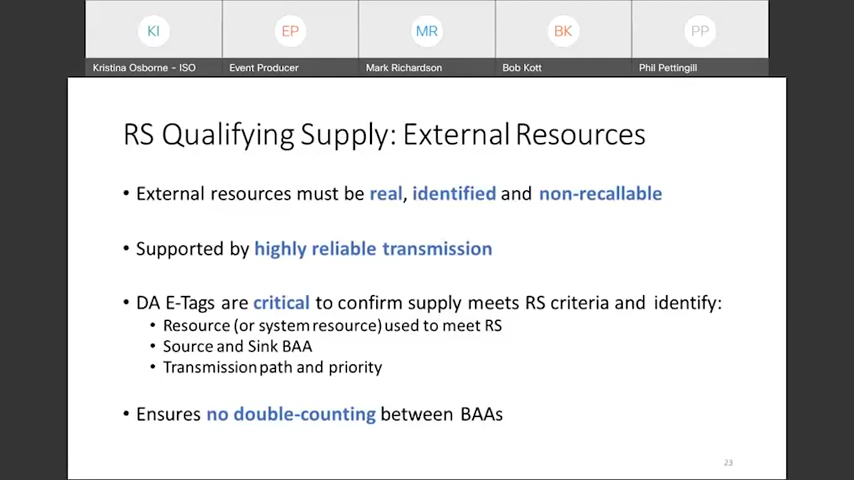 KI
EP
MR
BK
PP
Kristina Osborne - ISO
Event Producer
Mark Richardson
Bob Kott
Phil Pettingill
RS Qualifying Supply: External Resources
• External resources must be real, identified and non-recallable
• Supported by highly reliable transmission
• DA E-Tags are critical to confirm supply meets RS criteria and identify:
• Resource (or system resource) used to meet RS
• Source and Sink BAA
• Transmission path and priority
• Ensures no double-counting between BAAs
23